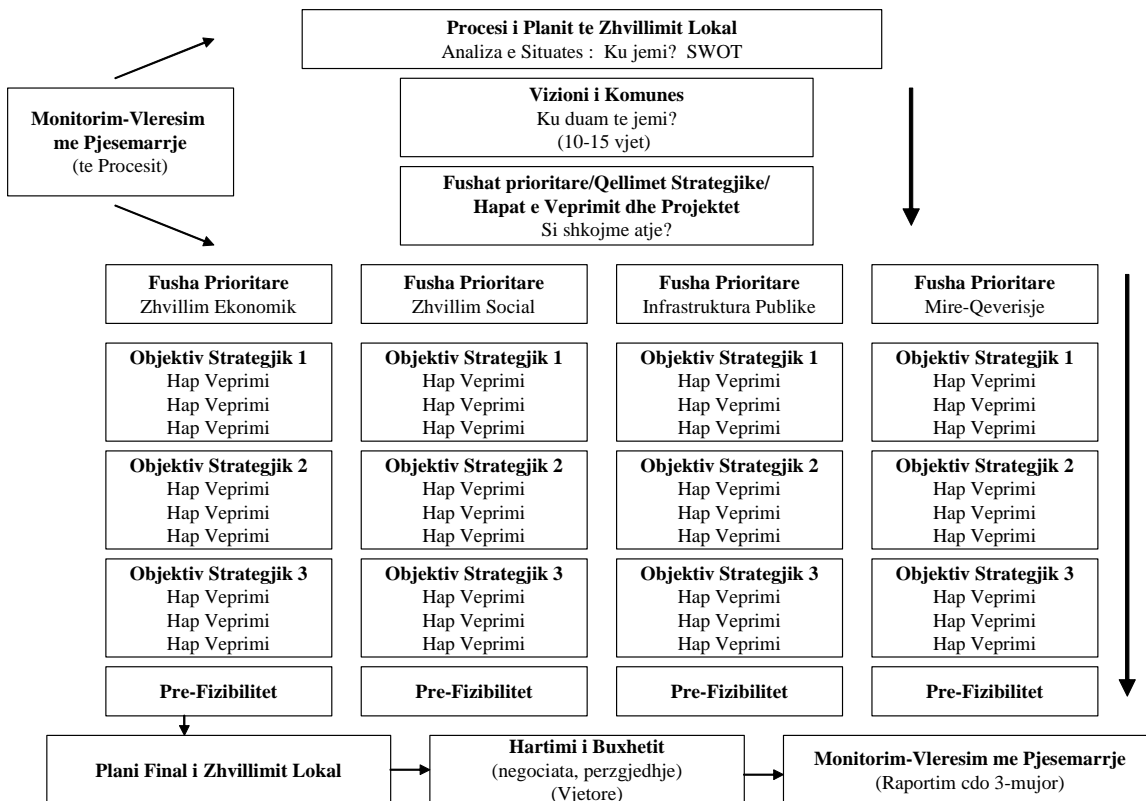 Procesi i Planit te Zhvillimit Lokal
Analiza e Situates : Ku jemi? SWOT
Vizioni i Komunes
Ku duam te jemi?
(10-15 vjet)
Monitorim-Vleresim
me Pjesemarrje
(te Procesit)
Fushat prioritare/Qellimet Strategjike/
Hapat e Veprimit dhe Projektet
Si shkojme atje?
Fusha Prioritare
Zhvillim Ekonomik
Fusha Prioritare
Zhvillim Social
Fusha Prioritare
Infrastruktura Publike
Fusha Prioritare
Mire-Qeverisje
Objektiv Strategjik 1
Hap Veprimi
Hap Veprimi
Hap Veprimi
Objektiv Strategjik 1
Hap Veprimi
Hap Veprimi
Hap Veprimi
Objektiv Strategjik 1
Hap Veprimi
Hap Veprimi
Hap Veprimi
Objektiv Strategjik 1
Hap Veprimi
Hap Veprimi
Hap Veprimi
Objektiv Strategjik 2
Hap Veprimi
Hap Veprimi
Hap Veprimi
Objektiv Strategjik 2
Hap Veprimi
Hap Veprimi
Hap Veprimi
Objektiv Strategjik 2
Hap Veprimi
Hap Veprimi
Hap Veprimi
Objektiv Strategjik 2
Hap Veprimi
Hap Veprimi
Hap Veprimi
Objektiv Strategjik 3
Hap Veprimi
Hap Veprimi
Hap Veprimi
Objektiv Strategjik 3
Hap Veprimi
Hap Veprimi
Hap Veprimi
Objektiv Strategjik 3
Hap Veprimi
Hap Veprimi
Hap Veprimi
Objektiv Strategjik 3
Hap Veprimi
Hap Veprimi
Hap Veprimi
Pre-Fizibilitet
Pre-Fizibilitet
Pre-Fizibilitet
Pre-Fizibilitet
Plani Final i Zhvillimit Lokal
Hartimi i Buxhetit
(negociata, perzgjedhje)
(Vjetore)
Monitorim-Vleresim me Pjesemarrje
(Raportim cdo 3-mujor)